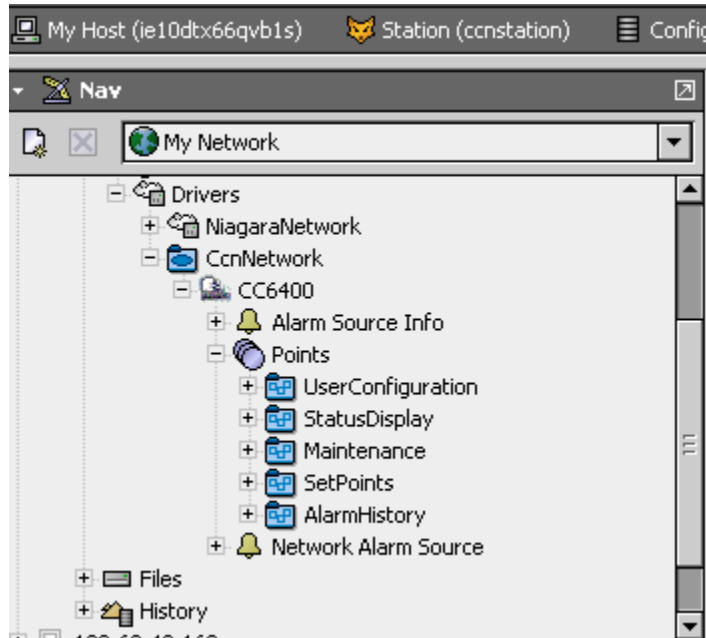 My Host (ie10dtx66qvb1s) Station (ccnstation)
Nav
My Network
Drivers
NiagaraNetwork
CcnNetwork
CC6400
Alarm Source Info
Points
UserConfiguration
StatusDisplay
Maintenance
SetPoints
AlarmHistory
Network Alarm Source
Files
History